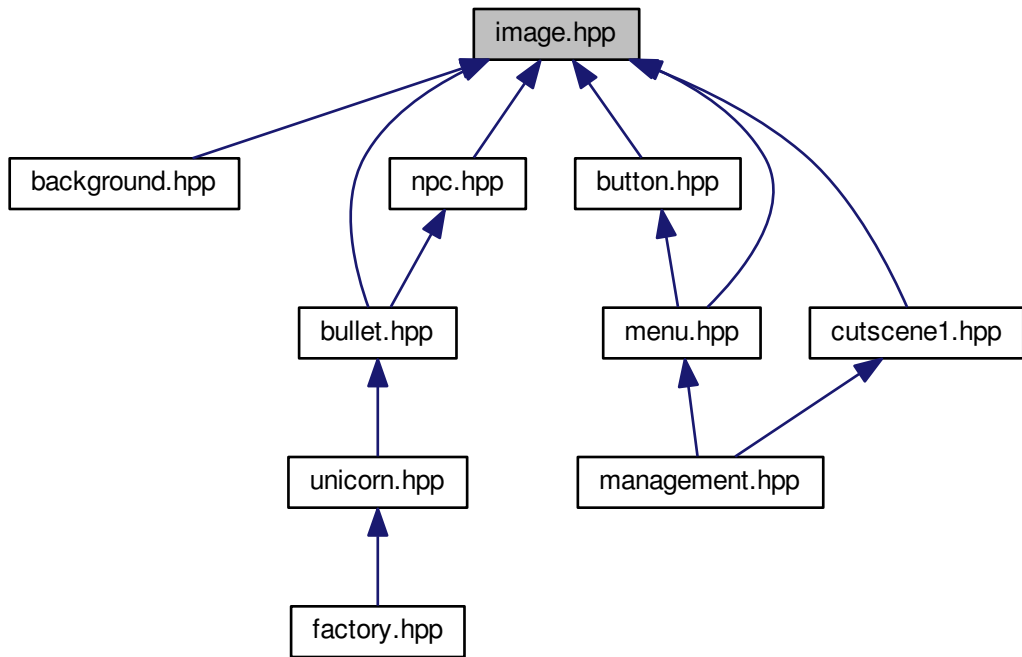 image.hpp
background.hpp
npc.hpp
button.hpp
bullet.hpp
menu.hpp
cutscene1.hpp
unicorn.hpp
management.hpp
factory.hpp